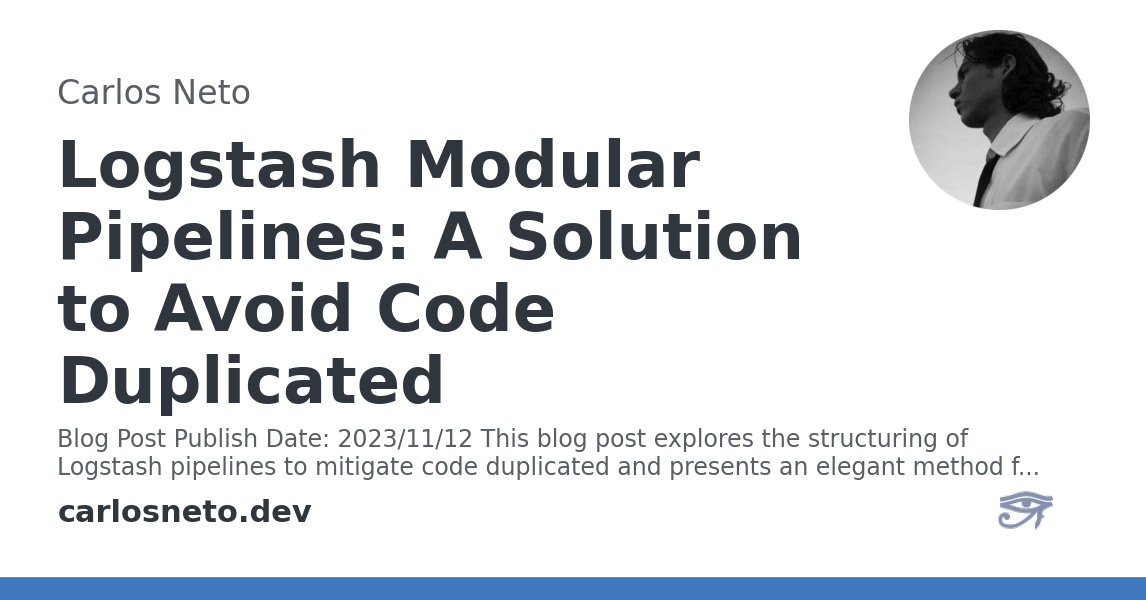 Carlos Neto
Logstash Modular
Pipelines: A Solution
to Avoid Code
Duplicated
Blog Post Publish Date: 2023/11/12 This blog post explores the structuring of
Logstash pipelines to mitigate code duplicated and presents an elegant method f...
carlosneto.dev